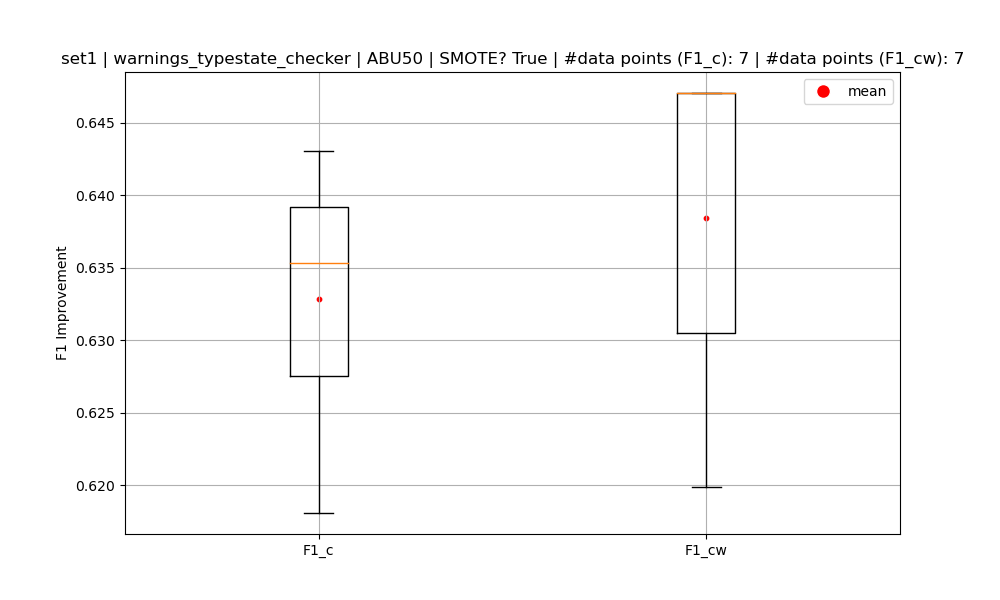 set1 | warnings_typestate_checker | ABU50 | SMOTE? True | #data points (F1_c): 7 | #data points (F1_cw): 7
mean
0.645
0.640
0.635
0.630
0.625
0.620
F1 Improvement
F1_c
F1_cw